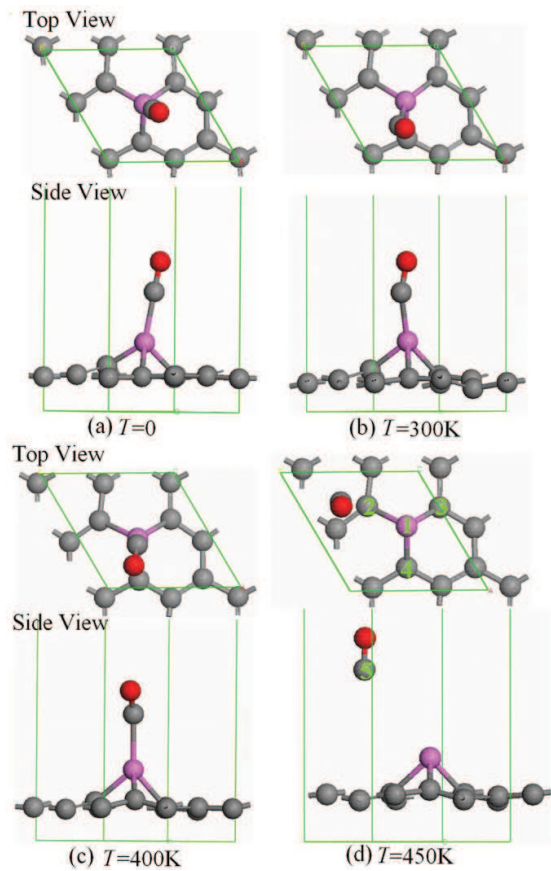 Top View
Side View
(a) T=0
(b) T=300K
Top View
2
1
3
4
Side View
5
(c) T=400K
(d) T=450K